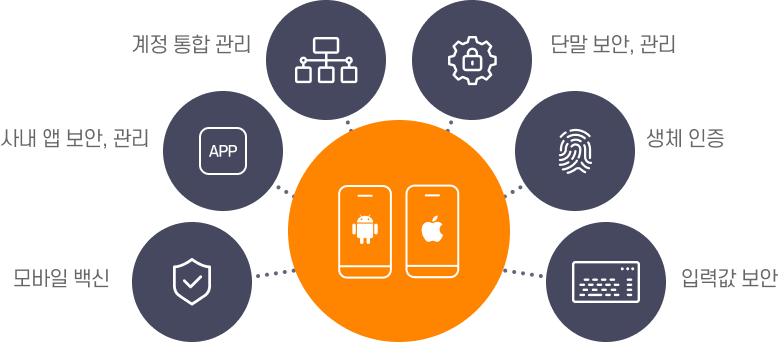 계정 통합 관리
단말 보안, 관리
사내 앱 보안, 관리
APP
생체 인증
모바일 백신
입력값 보안